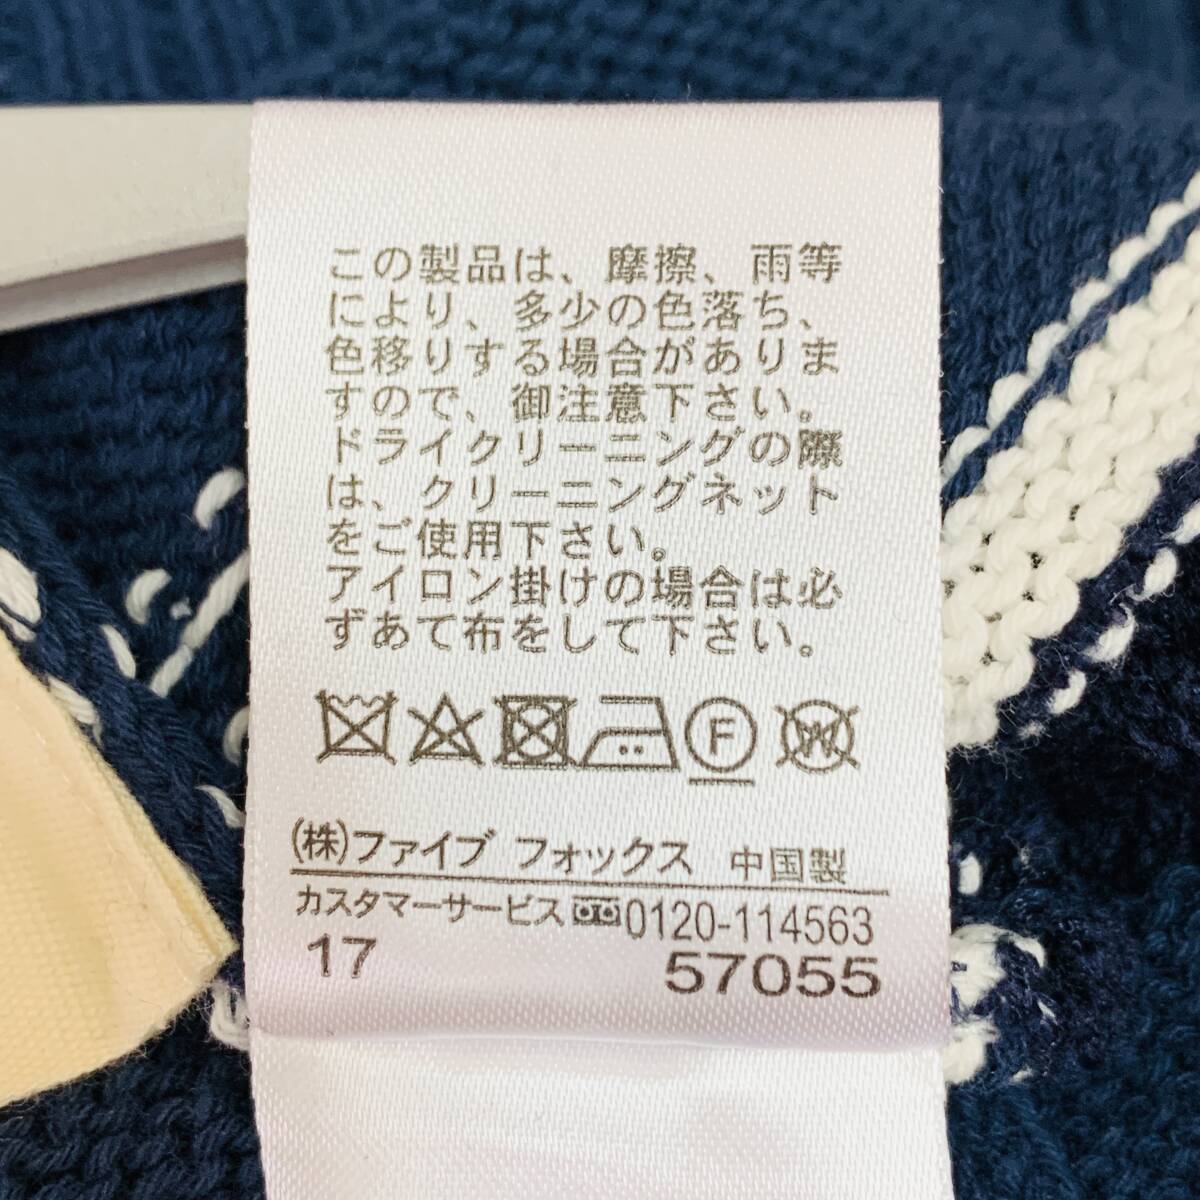 この製品は、摩擦、雨等
により、多少の色落ち、
色移りする場合がありま
すので、御注意下さい。
ドライクリーニングの際
は、クリーニングネット
をご使用下さい。
アイロン掛けの場合は必
ずあて布をして下さい。
F W
(株)ファイブ フォックス 中国製
カスタマーサービス 0120-114563
17 57055